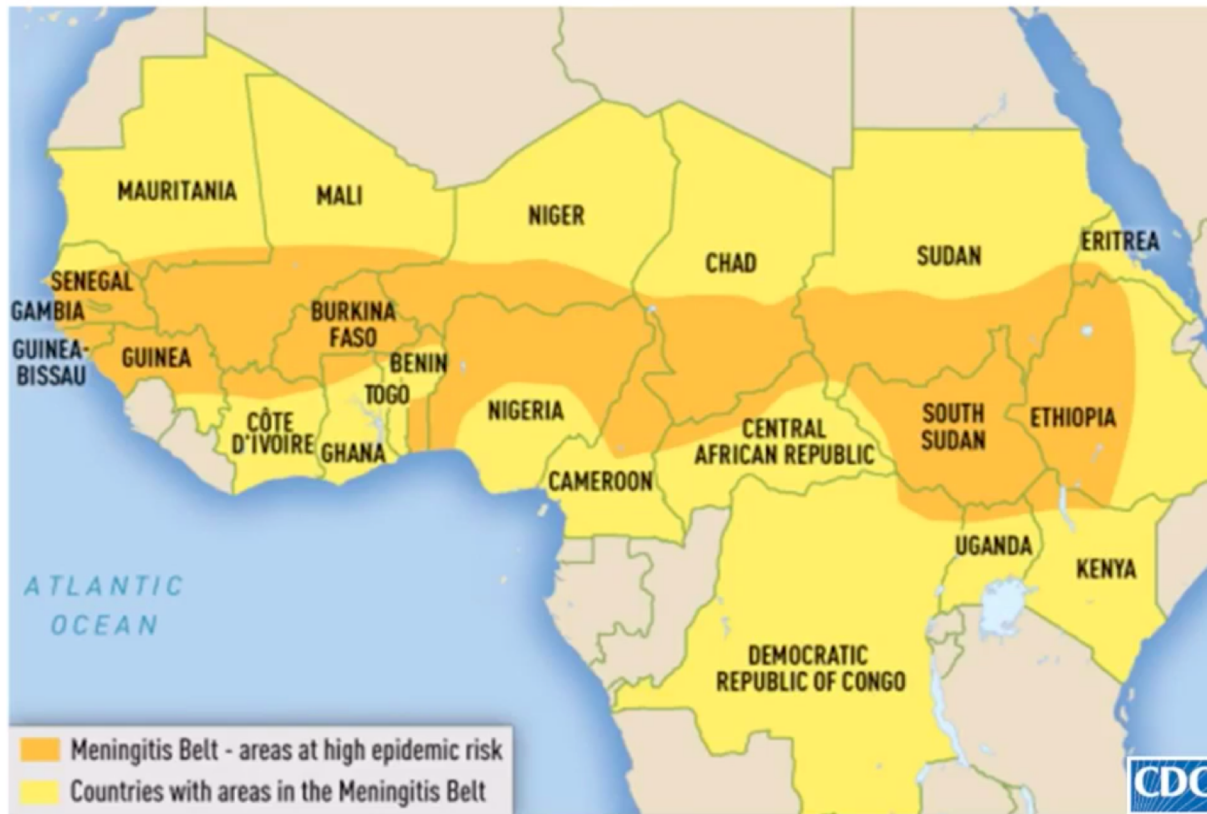 MAURITANIA
MALI
NIGER
CHAD
SUDAN
ERITREA
SENEGAL
GAMBIA
GUINEA-
BISSAU
GUINEA
BURKINA
FASO
BENIN
TOGO
CÔTE
D'IVOIRE
GHANA
NIGERIA
CAMEROON
CENTRAL
AFRICAN REPUBLIC
SOUTH
SUDAN
ETHIOPIA
UGANDA
KENYA
DEMOCRATIC
REPUBLIC OF CONGO
ATLANTIC
OCEAN
Meningitis Belt - areas at high epidemic risk
Countries with areas in the Meningitis Belt
CDC